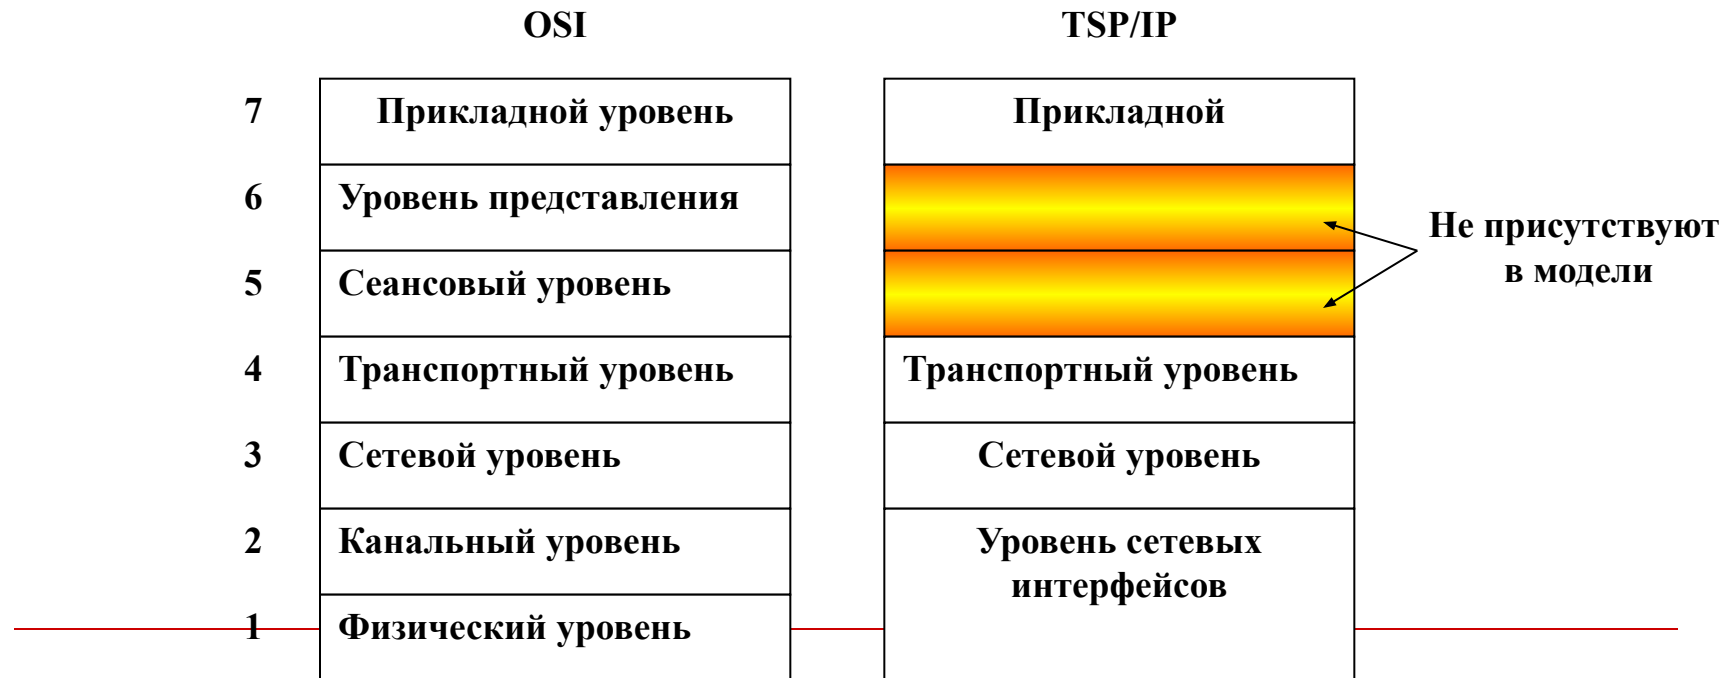 OSI TSP/IP
7 Прикладной уровень Прикладной
6 Уровень представления
Не присутствуют
в модели
5 Сеансовый уровень
4 Транспортный уровень Транспортный уровень
3 Сетевой уровень Сетевой уровень
2 Канальный уровень Уровень сетевых
интерфейсов
1 Физический уровень